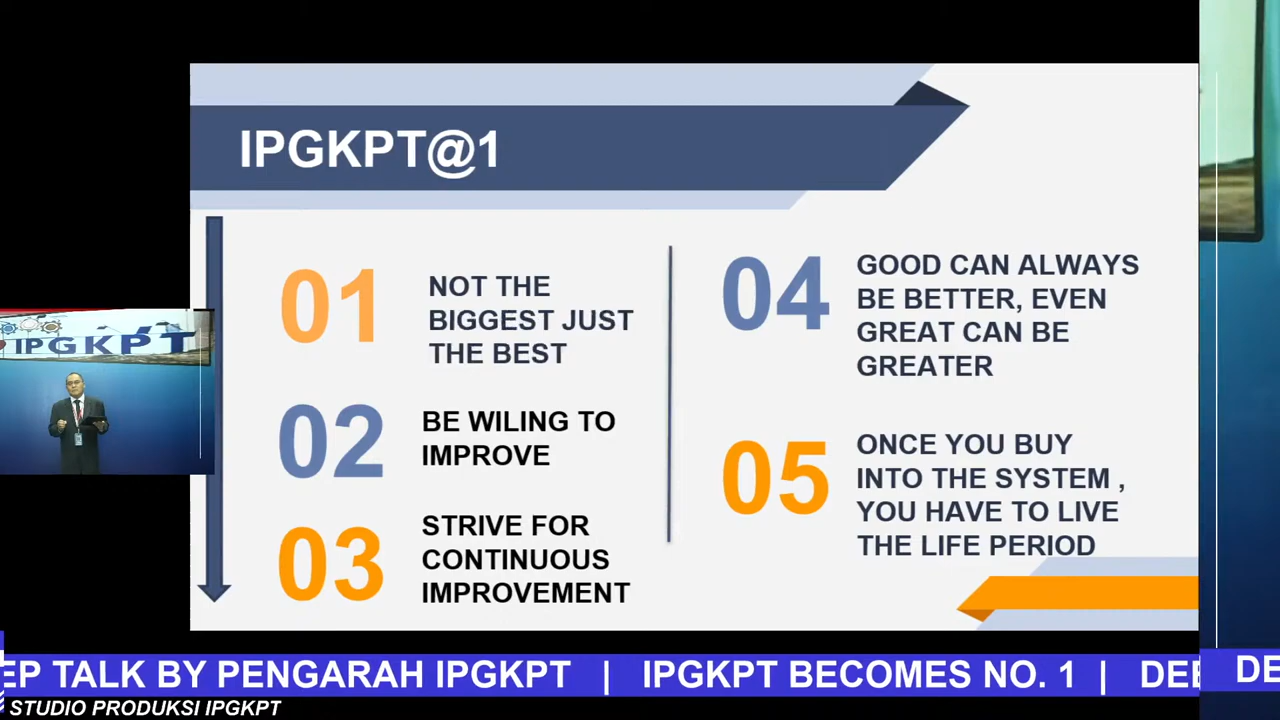 IPGKPT@1
01
NOT THE
BIGGEST JUST
THE BEST
02
BE WILING TO
IMPROVE
03
STRIVE FOR
CONTINUOUS
IMPROVEMENT
04
GOOD CAN ALWAYS
BE BETTER, EVEN
GREAT CAN BE
GREATER
05
ONCE YOU BUY
INTO THE SYSTEM ,
YOU HAVE TO LIVE
THE LIFE PERIOD
IPGKPT
EP TALK BY PENGARAH IPGKPT | IPGKPT BECOMES NO. 1 | DEE
DE
STUDIO PRODUKSI IPGKPT